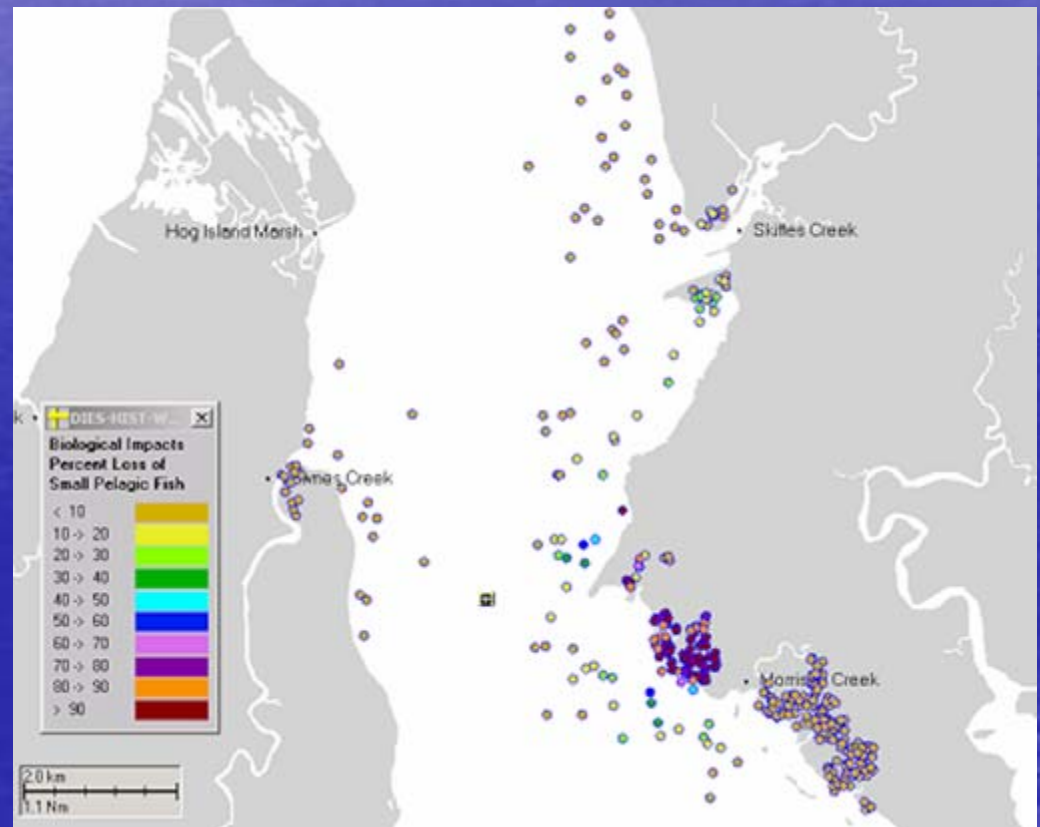 Hog Island Marsh
Skiffes Creek
k
DIES-HIST-W...
Biological Impacts
Percent Loss of
Small Pelagic Fish
< 10
10 -> 20
20 -> 30
30 -> 40
40 -> 50
50 -> 60
60 -> 70
70 -> 80
80 -> 90
> 90
Creek
Creek
2.0 km
1.1 Nm